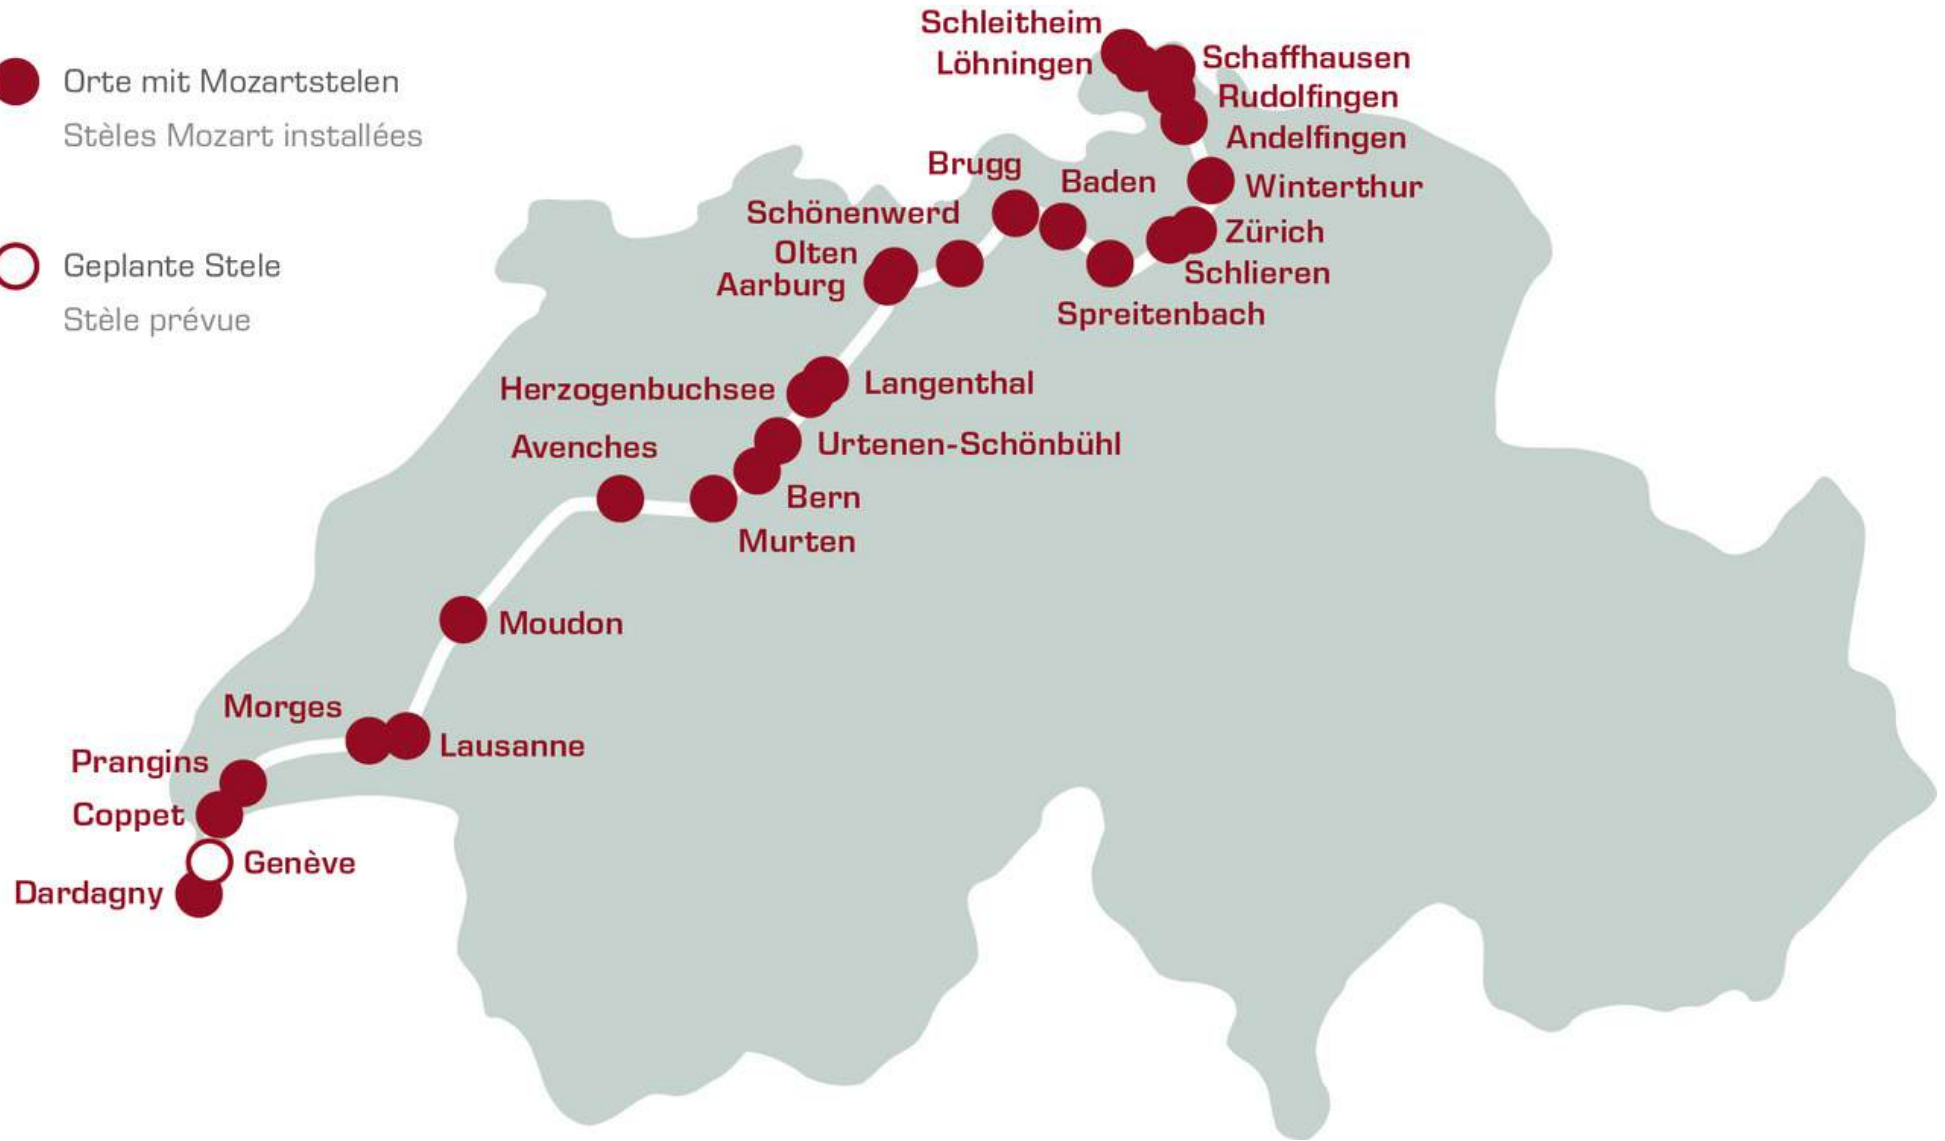 Orte mit Mozartstelen
Stèles Mozart installées
Geplante Stele
Stèle prévue
Schleitheim
Löhningen
Schaffhausen
Rudolfingen
Andelfingen
Winterthur
Brugg
Baden
Schönenwerd
Olten
Aarburg
Zürich
Schlieren
Spreitenbach
Herzogenbuchsee
Langenthal
Avenches
Urtenen-Schönbühl
Bern
Murten
Moudon
Morges
Lausanne
Prangins
Coppet
Genève
Dardagny